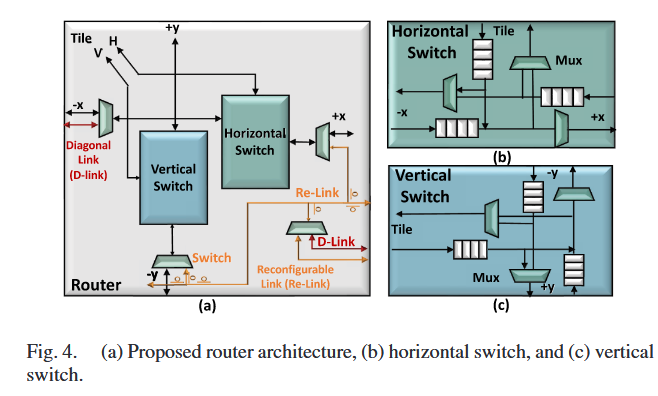 Tile
H
V
+y
-x
Diagonal
Link
(D-link)
Vertical
Switch
Horizontal
Switch
+x
Re-Link
D-Link
Switch
-y
Reconfigurable
Link (Re-Link)
Router
(a)
Horizontal
Switch
Tile
Mux
-x
+x
(b)
Vertical
Switch
-y
Tile
Mux
+y
(c)
Fig. 4. (a) Proposed router architecture, (b) horizontal switch, and (c) vertical
switch.